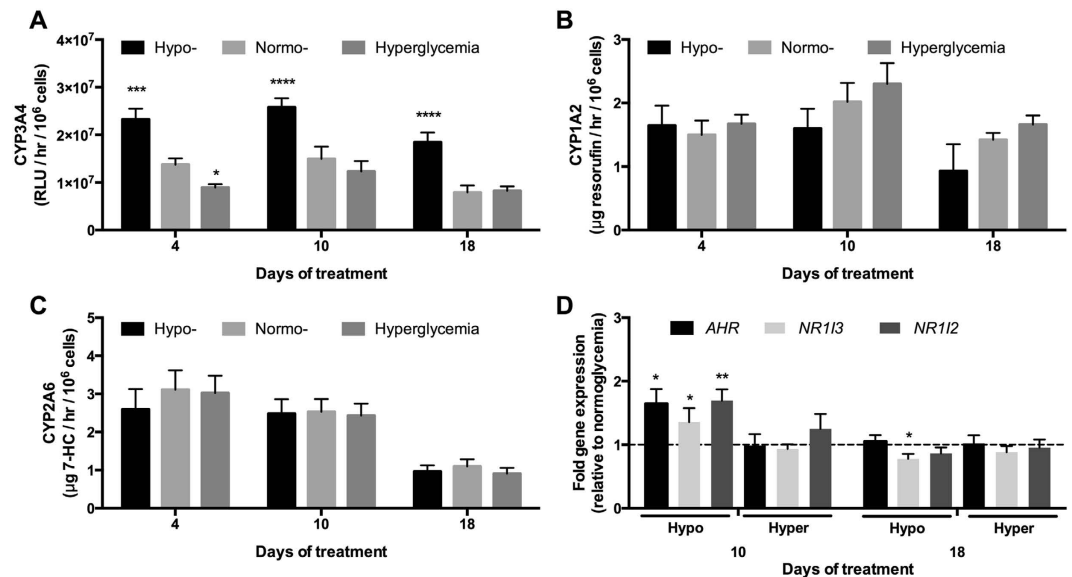 A
Hypo- Normo- Hyperglycemia
CYP3A4
(RLU / hr / 10⁶ cells)
4×10⁷
3×10⁷
2×10⁷
1×10⁷
0
***
*
****
****
4 10 18
Days of treatment
B
Hypo- Normo- Hyperglycemia
CYP1A2
(µg resorufin / hr / 10⁶ cells)
3
2
1
0
4 10 18
Days of treatment
C
Hypo- Normo- Hyperglycemia
CYP2A6
(µg 7-HC / hr / 10⁶ cells)
5
4
3
2
1
0
4 10 18
Days of treatment
D
AHR NR1I3 NR1I2
Fold gene expression
(relative to normoglycemia)
3
2
1
0
* * **
*
Hypo Hyper Hypo Hyper
10 18
Days of treatment